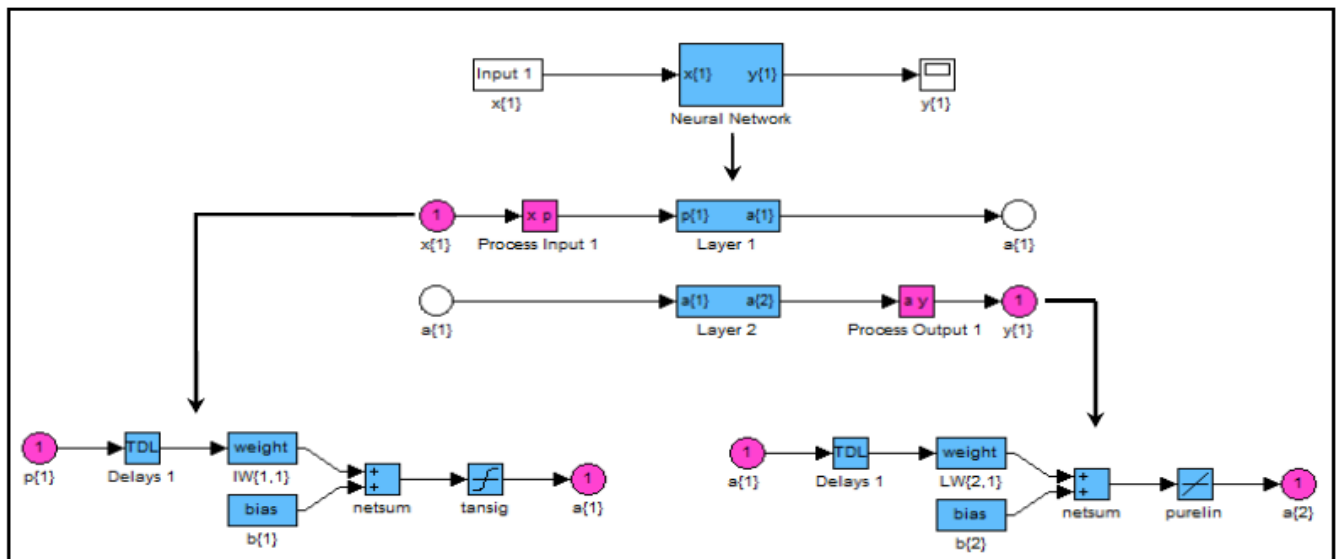 Input 1
x{1} y{1}
x{1}
Neural Network
y{1}
1
x p
p{1} a{1}
x{1}
Process Input 1
Layer 1
a{1}
a{1} a{2}
a y
1
a{1}
Layer 2
Process Output 1
y{1}
1
TDL
weight
p{1}
Delays 1
IW{1,1}
+
+
bias
b{1}
netsum
tansig
1
a{1}
1
TDL
weight
a{1}
Delays 1
LW{2,1}
+
+
bias
b{2}
netsum
purelin
1
a{2}